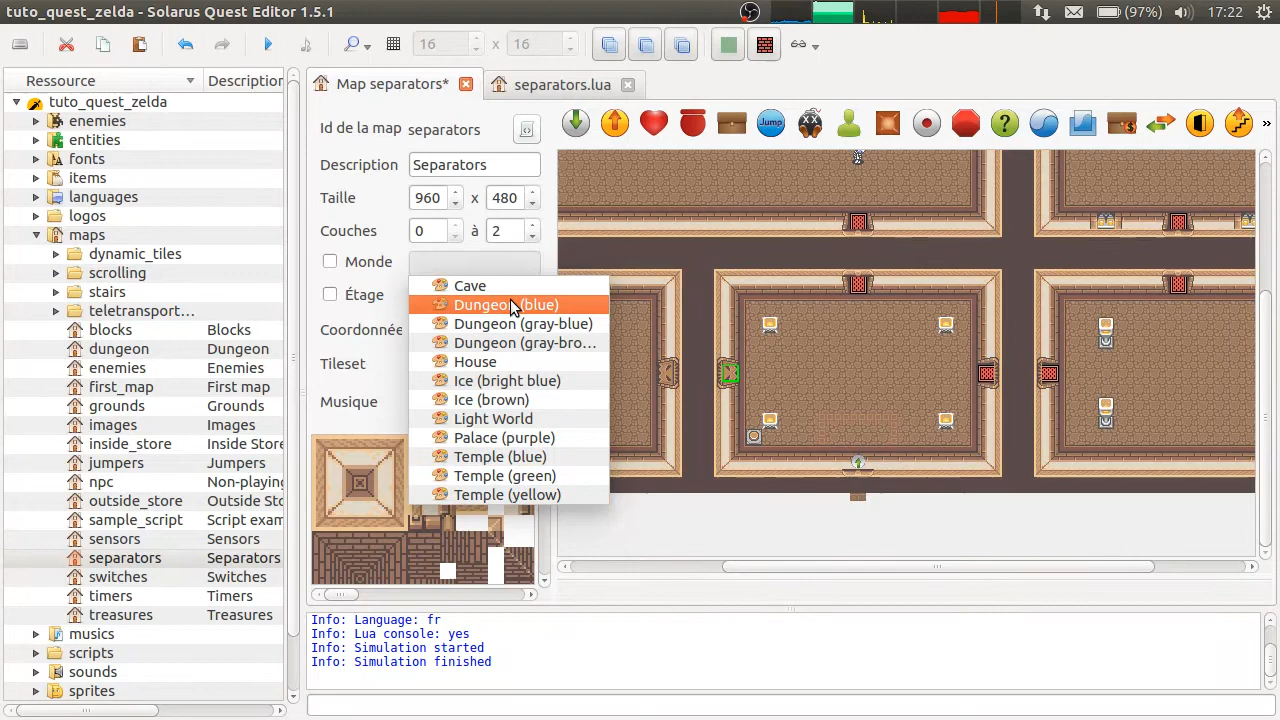 tuto_quest_zelda - Solarus Quest Editor 1.5.1
(97%)
17:22
16 x 16
Ressource Description
tuto_quest_zelda
enemies
entities
fonts
items
languages
logos
maps
dynamic_tiles
scrolling
stairs
teletransport...
blocks Blocks
dungeon Dungeon
enemies Enemies
first_map First map
grounds Grounds
images Images
inside_store Inside Store
jumpers Jumpers
npc Non-playing
outside_store Outside Sto
sample_script Script exam
sensors Sensors
separators Separators
switches Switches
timers Timers
treasures Treasures
musics
scripts
sounds
sprites
Map separators*
separators.lua
Id de la map separators
Description Separators
Taille 960 x 480
Couches 0 à 2
Monde
Étage
Coordonnée
Tileset
Musique
Cave
Dungeon (blue)
Dungeon (gray-blue)
Dungeon (gray-bro...
House
Ice (bright blue)
Ice (brown)
Light World
Palace (purple)
Temple (blue)
Temple (green)
Temple (yellow)
Jump
?
$
»
Info: Language: fr
Info: Lua console: yes
Info: Simulation started
Info: Simulation finished